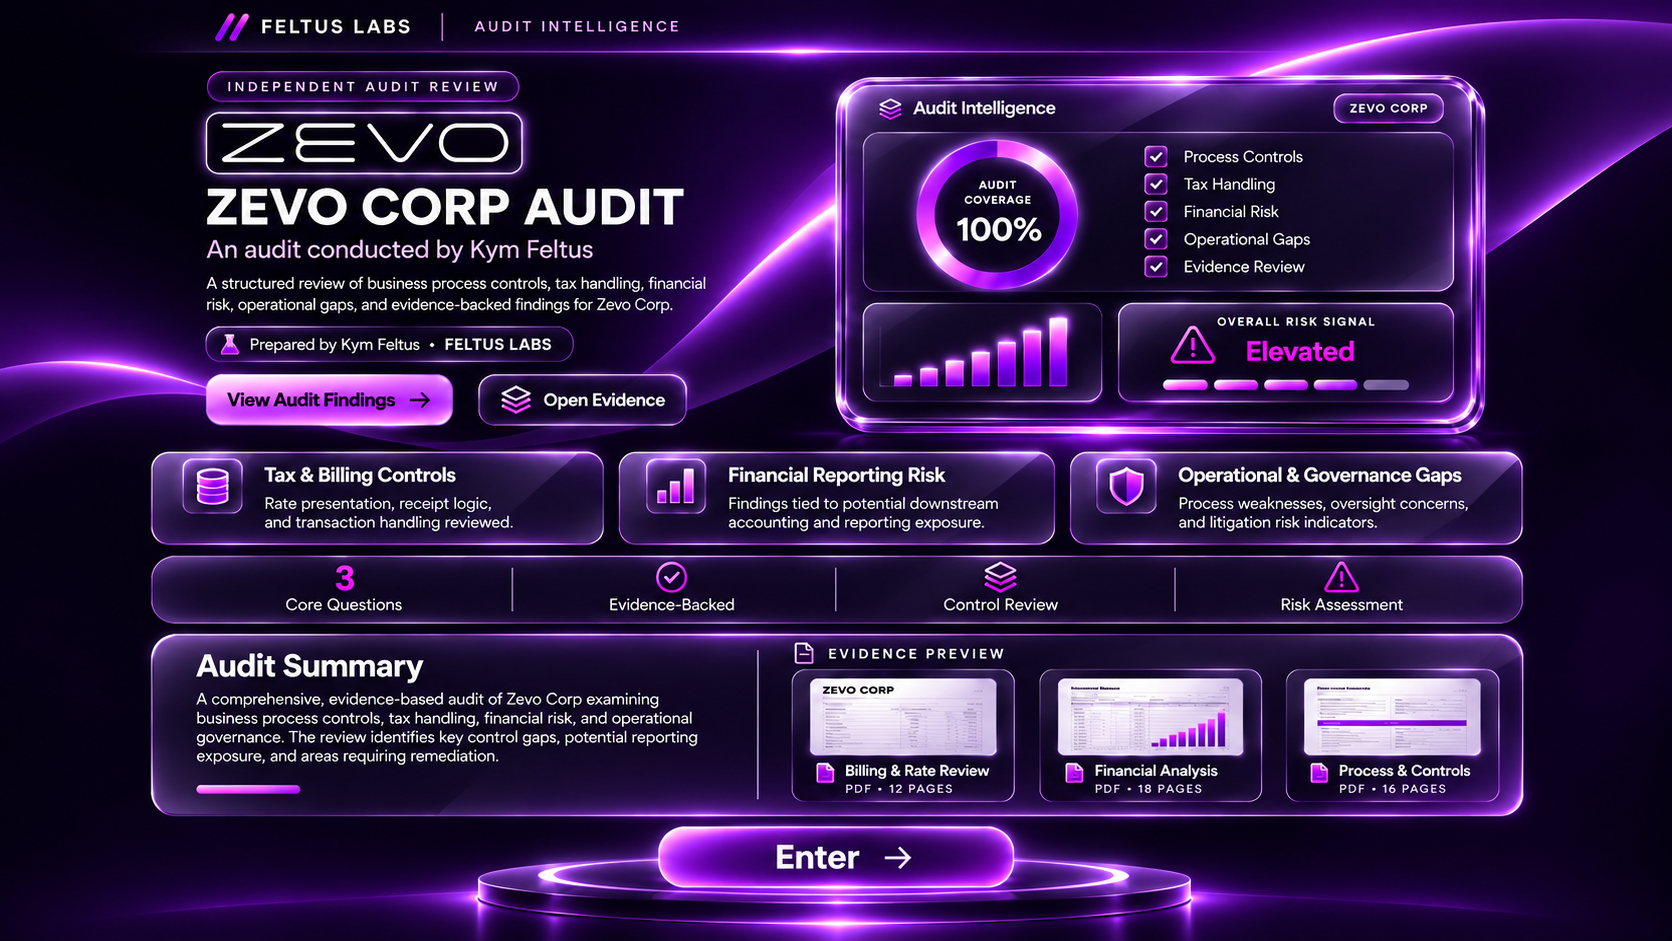 FELTUS LABS
AUDIT INTELLIGENCE
INDEPENDENT AUDIT REVIEW
ZEVO
ZEVO CORP AUDIT
An audit conducted by Kym Feltus
A structured review of business process controls, tax handling, financial
risk, operational gaps, and evidence-backed findings for Zevo Corp.
Prepared by Kym Feltus • FELTUS LABS
View Audit Findings →
Open Evidence
Audit Intelligence
ZEVO CORP
AUDIT
COVERAGE
100%
Process Controls
Tax Handling
Financial Risk
Operational Gaps
Evidence Review
OVERALL RISK SIGNAL
Elevated
Tax & Billing Controls
Rate presentation, receipt logic,
and transaction handling reviewed.
Financial Reporting Risk
Findings tied to potential downstream
accounting and reporting exposure.
Operational & Governance Gaps
Process weaknesses, oversight concerns,
and litigation risk indicators.
3
Core Questions
Evidence-Backed
Control Review
Risk Assessment
Audit Summary
A comprehensive, evidence-based audit of Zevo Corp examining
business process controls, tax handling, financial risk, and operational
governance. The review identifies key control gaps, potential reporting
exposure, and areas requiring remediation.
EVIDENCE PREVIEW
ZEVO CORP
Billing & Rate Review
PDF • 12 PAGES
Financial Analysis
PDF • 18 PAGES
Process & Controls
PDF • 16 PAGES
Enter →